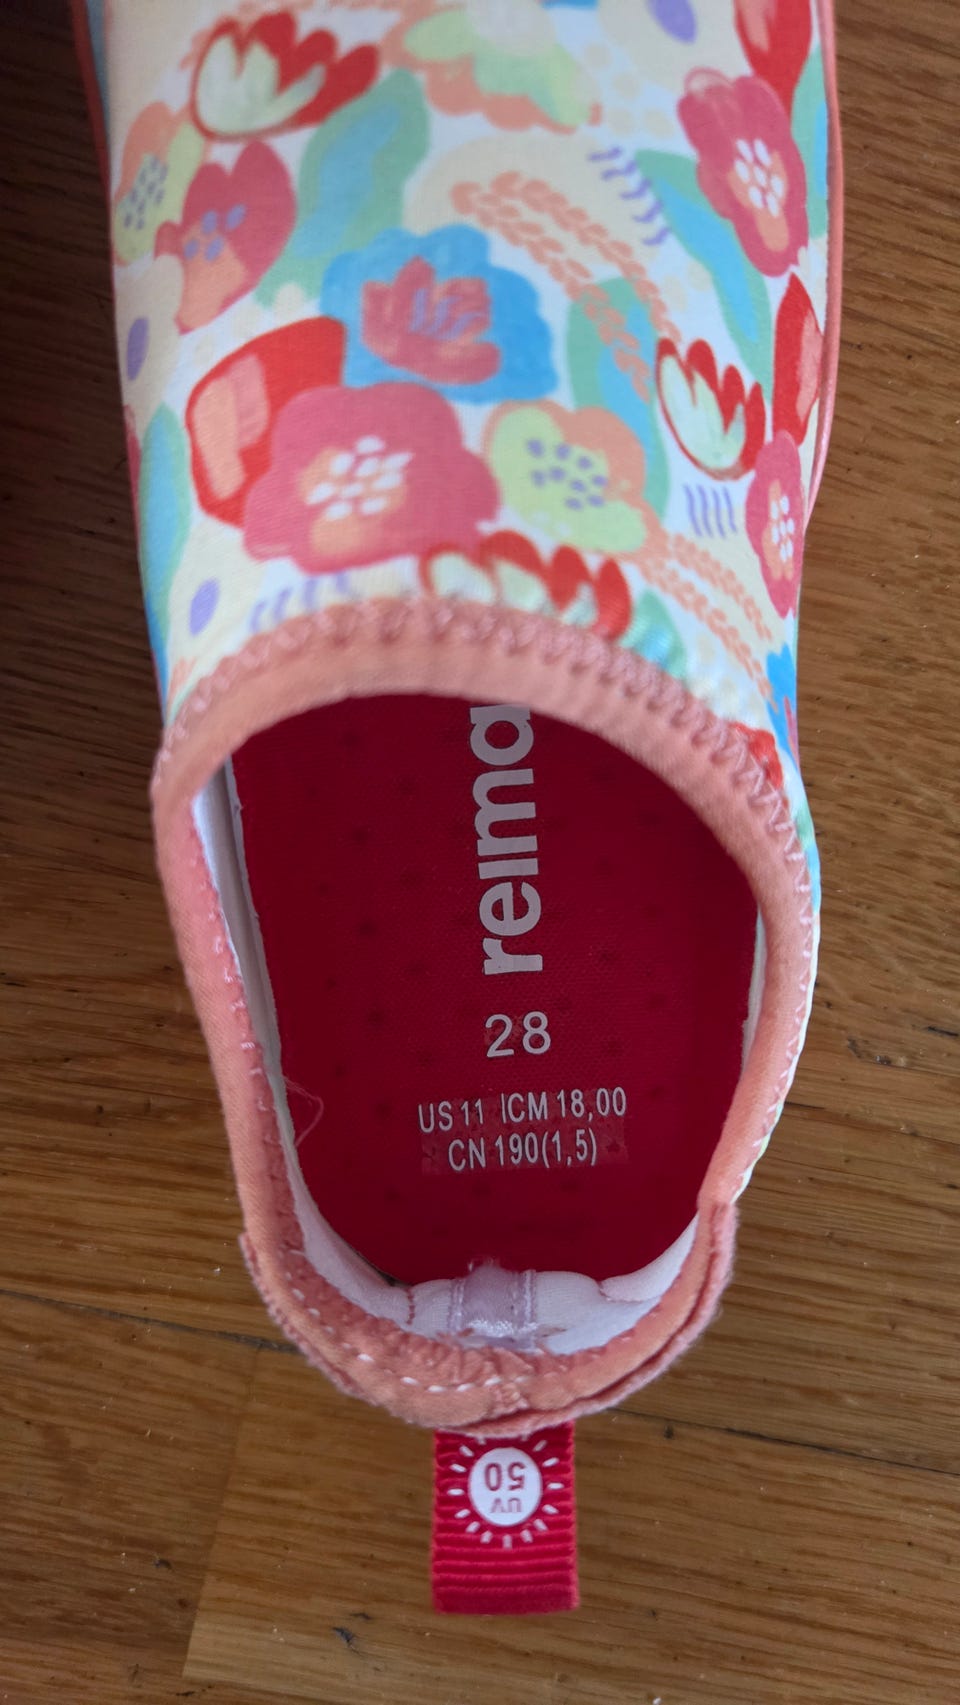 reima
28
US 11 ICM 18,00
CN 190(1,5)
UV
50